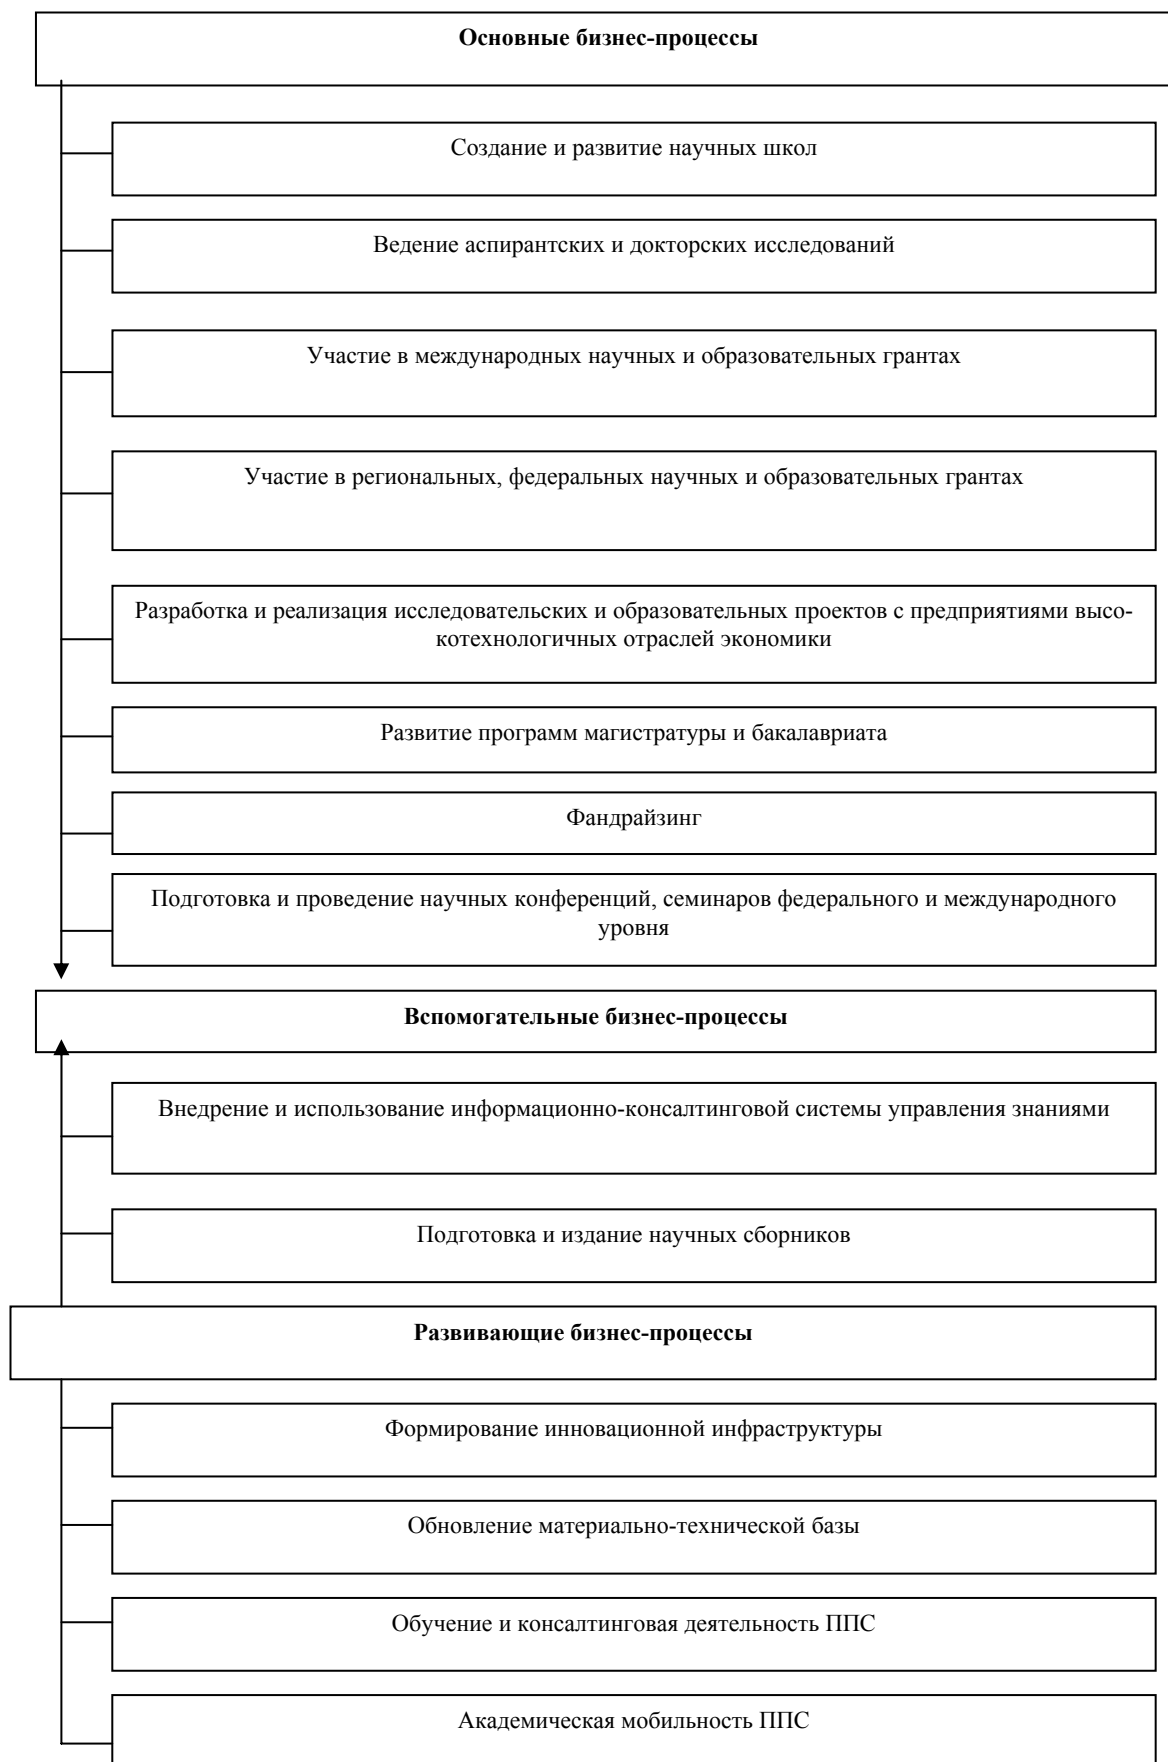 Основные бизнес-процессы
Создание и развитие научных школ
Ведение аспирантских и докторских исследований
Участие в международных научных и образовательных грантах
Участие в региональных, федеральных научных и образовательных грантах
Разработка и реализация исследовательских и образовательных проектов с предприятиями высо-
котехнологичных отраслей экономики
Развитие программ магистратуры и бакалавриата
Фандрайзинг
Подготовка и проведение научных конференций, семинаров федерального и международного
уровня
Вспомогательные бизнес-процессы
Внедрение и использование информационно-консалтинговой системы управления знаниями
Подготовка и издание научных сборников
Развивающие бизнес-процессы
Формирование инновационной инфраструктуры
Обновление материально-технической базы
Обучение и консалтинговая деятельность ППС
Академическая мобильность ППС